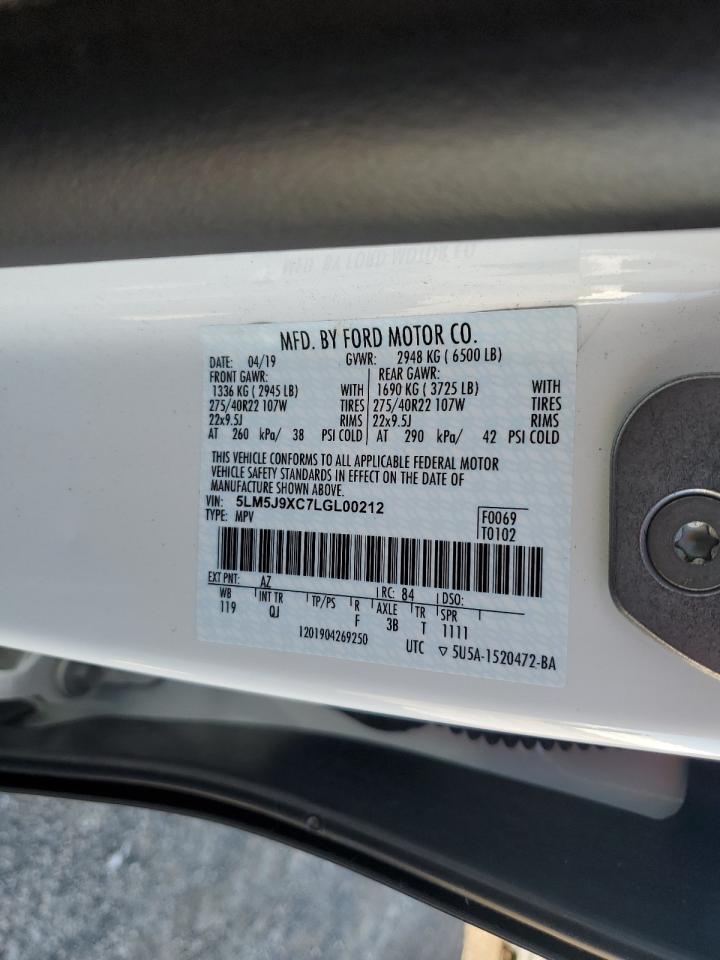 MFD. BY FORD MOTOR CO.
DATE: 04/19 GVWR: 2948 KG ( 6500 LB)
FRONT GAWR: REAR GAWR:
1336 KG ( 2945 LB) WITH 1690 KG ( 3725 LB) WITH
275/40R22 107W TIRES 275/40R22 107W TIRES
22x9.5J RIMS 22x9.5J RIMS
AT 260 kPa/ 38 PSI COLD AT 290 kPa/ 42 PSI COLD
THIS VEHICLE CONFORMS TO ALL APPLICABLE FEDERAL MOTOR
VEHICLE SAFETY STANDARDS IN EFFECT ON THE DATE OF
MANUFACTURE SHOWN ABOVE.
VIN: 5LM5J9XC7LGL00212
TYPE: MPV
F0069
T0102
EXT PNT: AZ RC: 84 DSO:
WB INT TR TP/PS R AXLE TR SPR
119 QJ F 3B T 1111
1201904269250 UTC ▽ 5U5A-1520472-BA